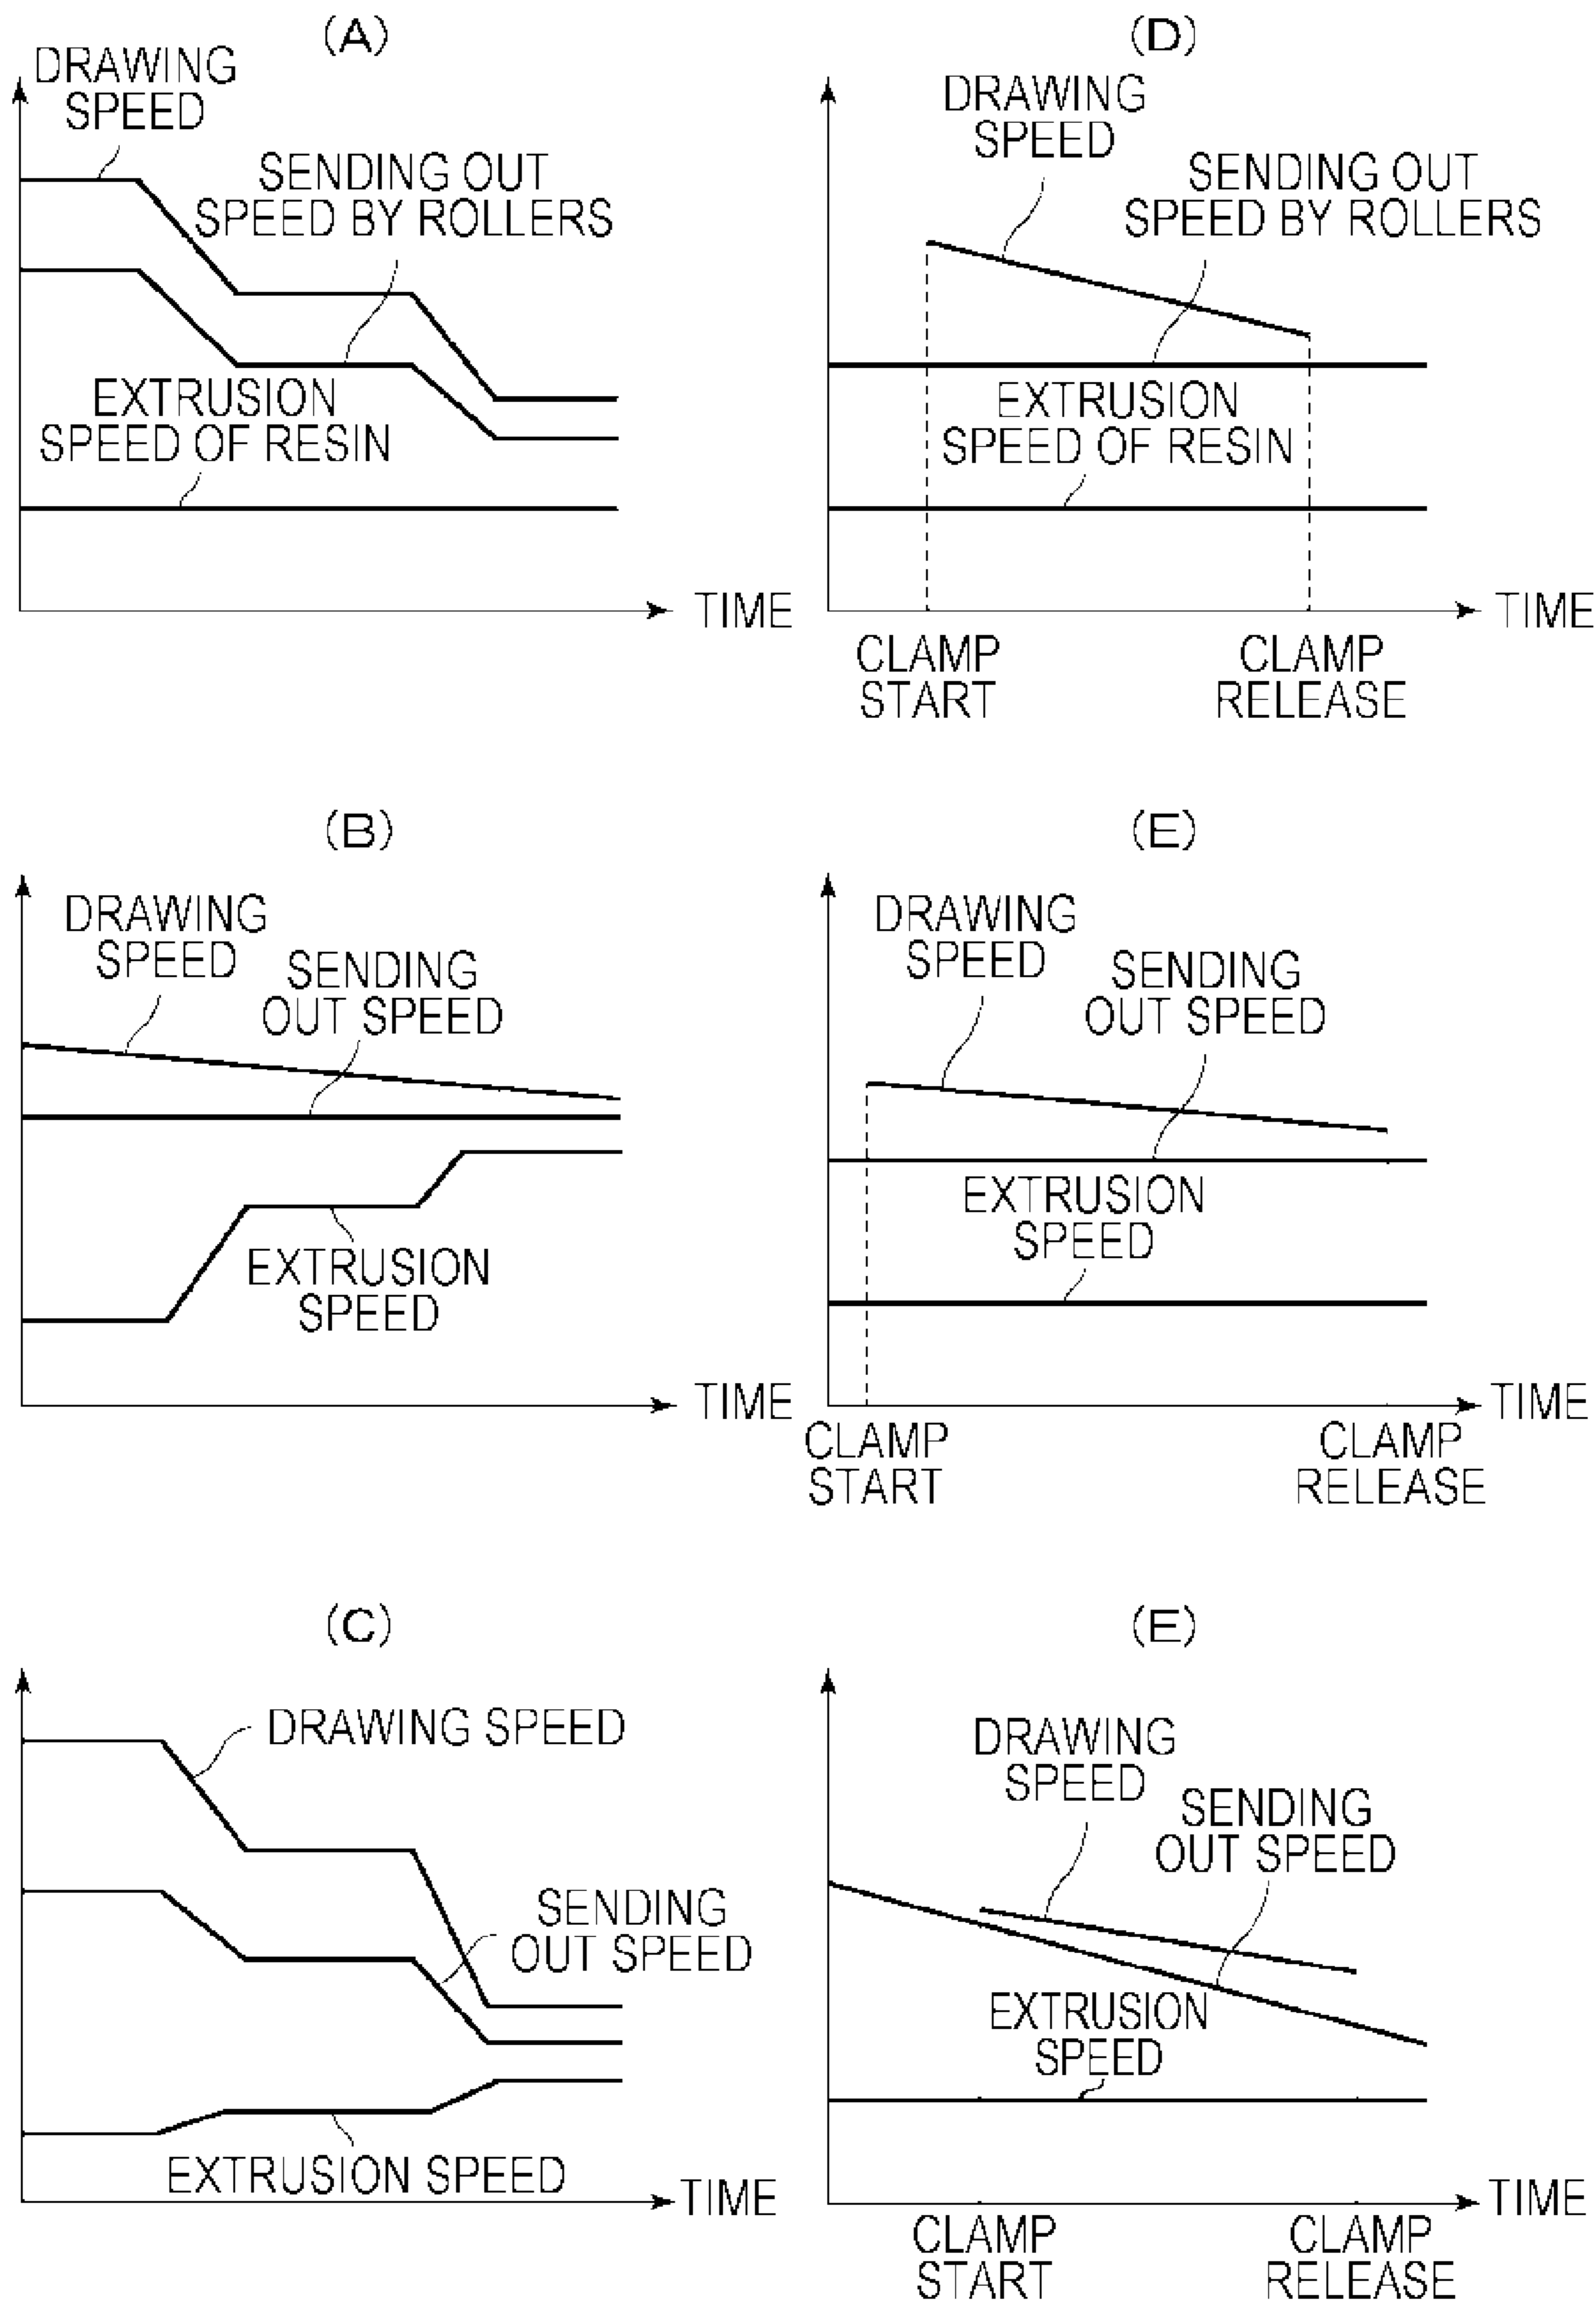 (A)
DRAWING
SPEED
SENDING OUT
SPEED BY ROLLERS
EXTRUSION
SPEED OF RESIN
TIME
(D)
DRAWING
SPEED
SENDING OUT
SPEED BY ROLLERS
EXTRUSION
SPEED OF RESIN
TIME
CLAMP
START
CLAMP
RELEASE
(B)
DRAWING
SPEED
SENDING
OUT SPEED
EXTRUSION
SPEED
TIME
(E)
DRAWING
SPEED
SENDING
OUT SPEED
EXTRUSION
SPEED
TIME
CLAMP
START
CLAMP
RELEASE
(C)
DRAWING SPEED
SENDING
OUT SPEED
EXTRUSION SPEED
TIME
(E)
DRAWING
SPEED
SENDING
OUT SPEED
EXTRUSION
SPEED
TIME
CLAMP
START
CLAMP
RELEASE